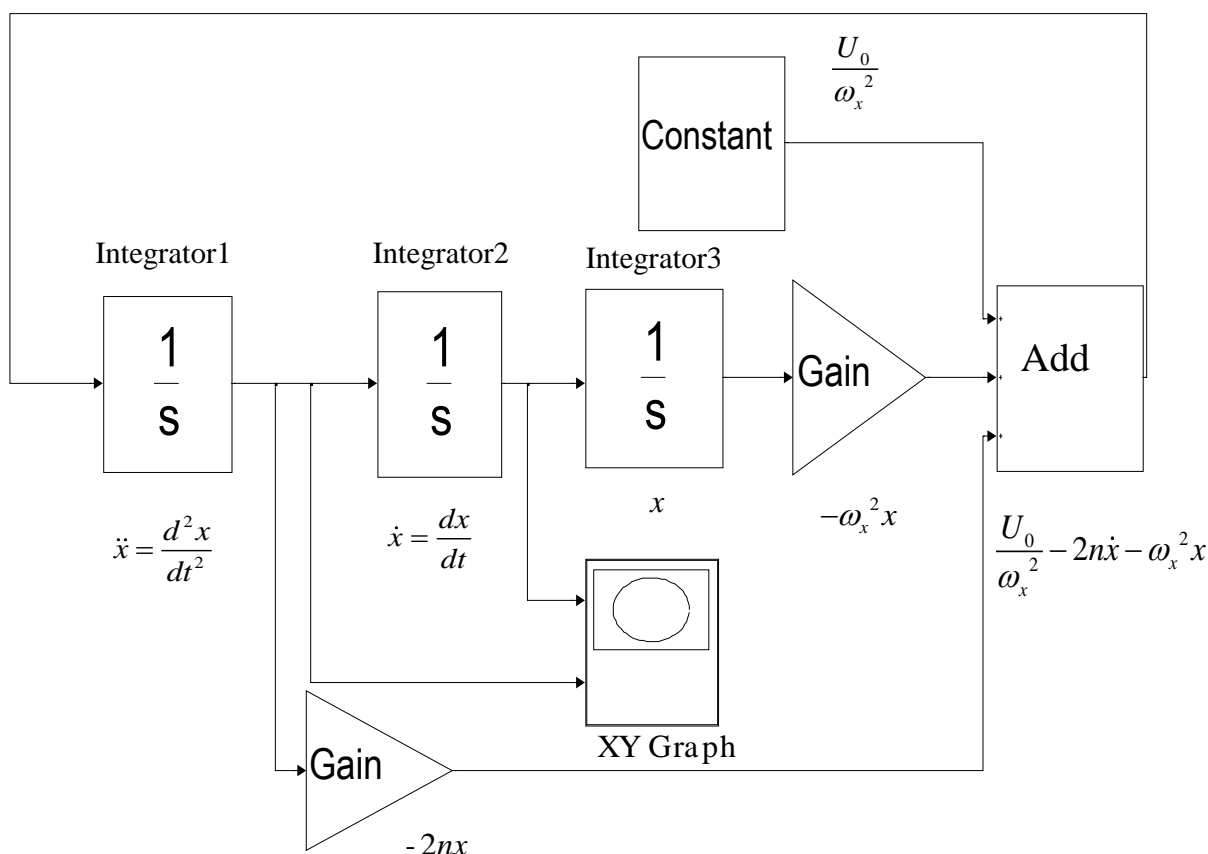 U₀/ωₓ²
Constant
Integrator1
Integrator2
Integrator3
1/s
1/s
1/s
Gain
+
+
+
Add
ẍ = d²x/dt²
ẋ = dx/dt
x
−ωₓ²x
U₀/ωₓ² − 2nẋ − ωₓ²x
XY Graph
Gain
- 2nx